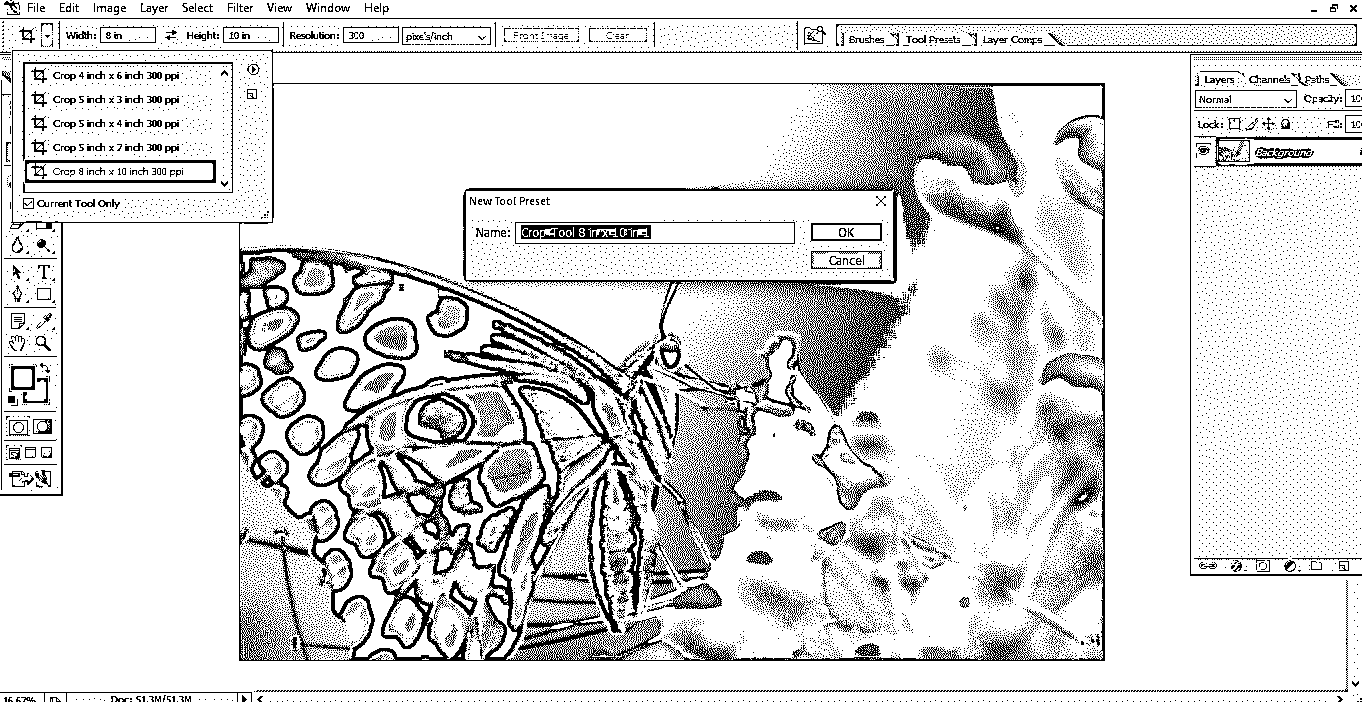 File Edit Image Layer Select Filter View Window Help
Width: 8 in Height: 10 in Resolution: 300 pixels/inch Front Image Clear Brushes Tool Presets Layer Comps
Crop 4 inch x 6 inch 300 ppi
Crop 5 inch x 3 inch 300 ppi
Crop 5 inch x 4 inch 300 ppi
Crop 5 inch x 7 inch 300 ppi
Crop 8 inch x 10 inch 300 ppi
Current Tool Only
New Tool Preset
Name: Crop Tool 8 in x 10 in 1
OK
Cancel
Layers Channels Paths
Normal Opacity: 10
Lock: Fill: 10
Background
16.67% Doc: 51.3M/51.3M